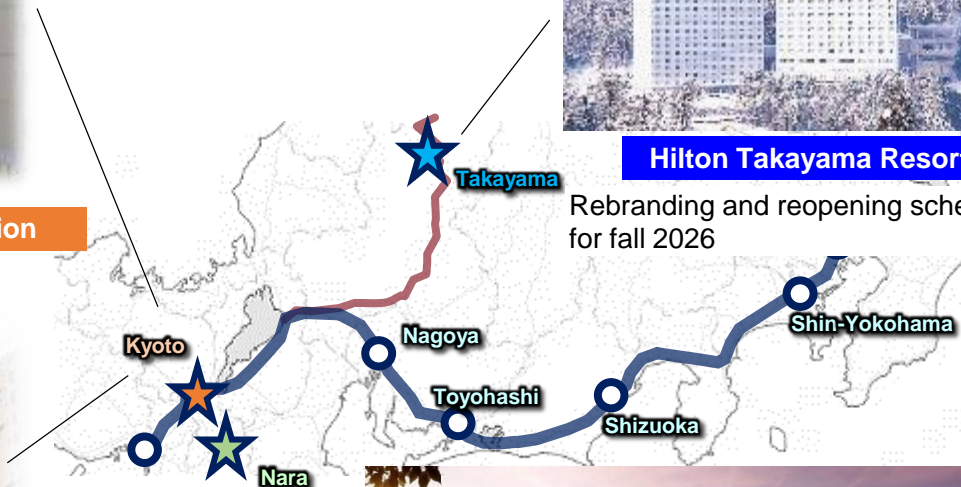 Hilton Takayama Resort
Rebranding and reopening sche
for fall 2026
ion
Takayama
Kyoto
Nagoya
Shin-Yokohama
Toyohashi
Shizuoka
Nara